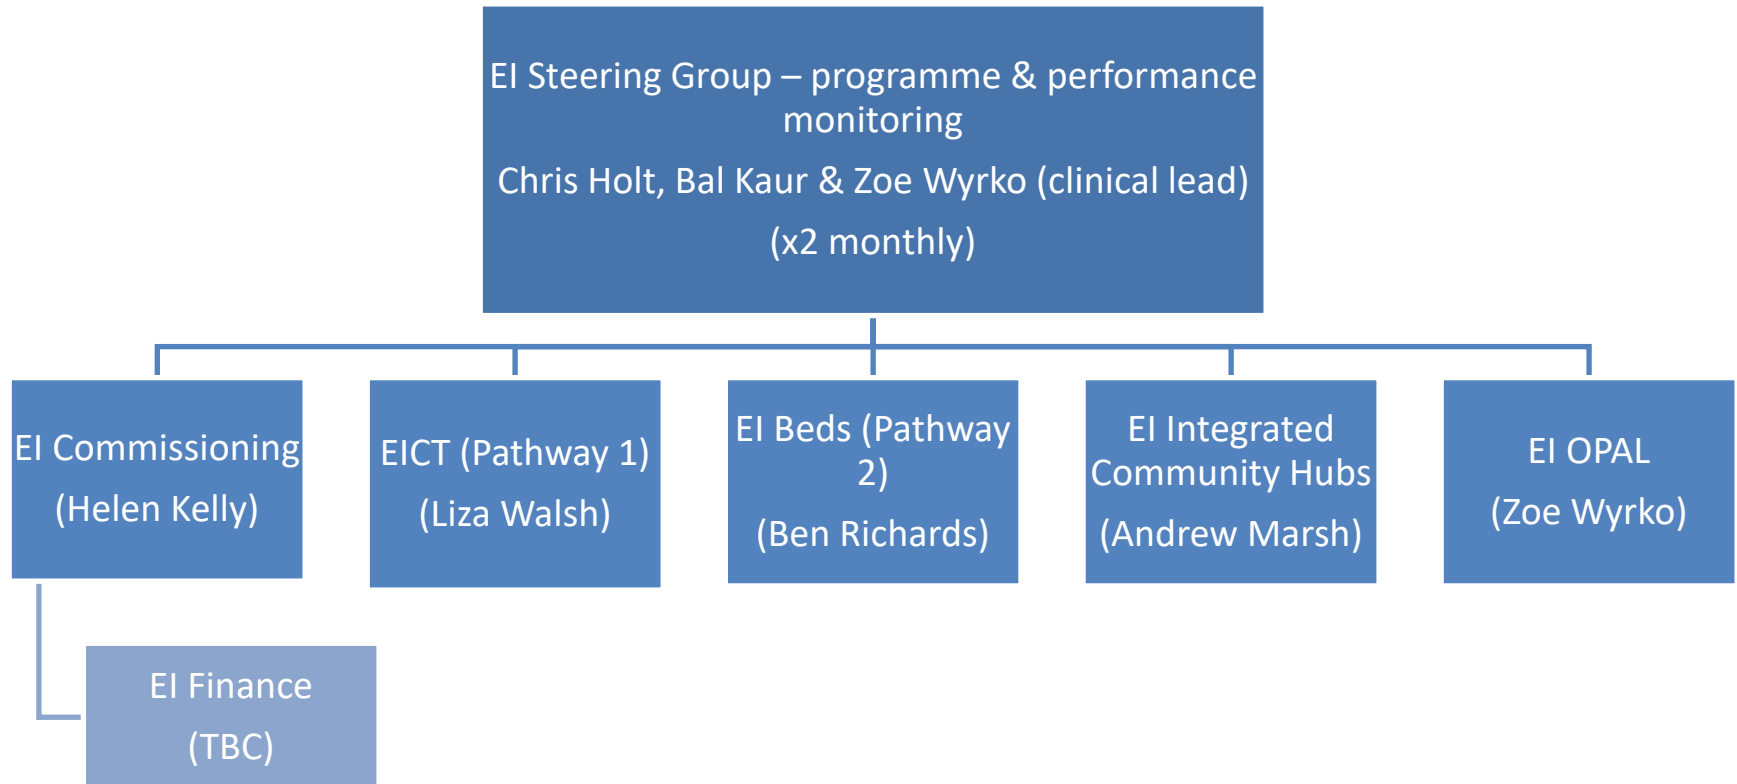 EI Steering Group – programme & performance
monitoring
Chris Holt, Bal Kaur & Zoe Wyrko (clinical lead)
(x2 monthly)
EI Commissioning
(Helen Kelly)
EICT (Pathway 1)
(Liza Walsh)
EI Beds (Pathway
2)
(Ben Richards)
EI Integrated
Community Hubs
(Andrew Marsh)
EI OPAL
(Zoe Wyrko)
EI Finance
(TBC)